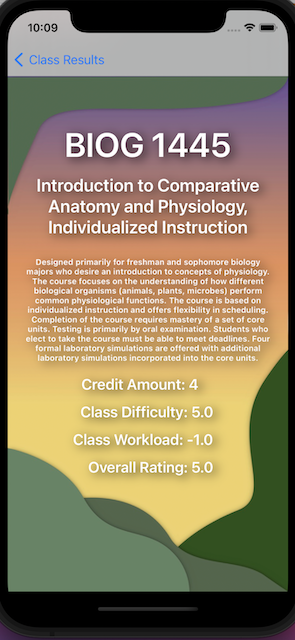 10:09
Class Results
BIOG 1445
Introduction to Comparative
Anatomy and Physiology,
Individualized Instruction
Designed primarily for freshman and sophomore biology
majors who desire an introduction to concepts of physiology.
The course focuses on the understanding of how different
biological organisms (animals, plants, microbes) perform
common physiological functions. The course is based on
individualized instruction and offers flexibility in scheduling.
Completion of the course requires mastery of a set of core
units. Testing is primarily by oral examination. Students who
elect to take the course must be able to meet deadlines. Four
formal laboratory simulations are offered with additional
laboratory simulations incorporated into the core units.
Credit Amount: 4
Class Difficulty: 5.0
Class Workload: -1.0
Overall Rating: 5.0